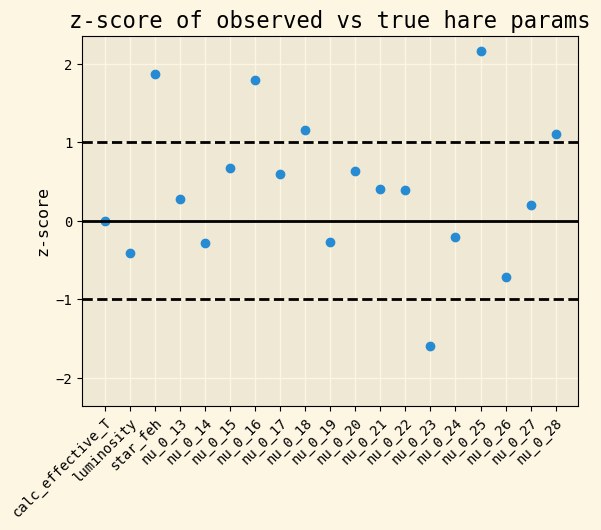 z-score of observed vs true hare params
z-score
2
1
0
−1
−2
calc_effective_T
luminosity
star_feh
nu_0_13
nu_0_14
nu_0_15
nu_0_16
nu_0_17
nu_0_18
nu_0_19
nu_0_20
nu_0_21
nu_0_22
nu_0_23
nu_0_24
nu_0_25
nu_0_26
nu_0_27
nu_0_28